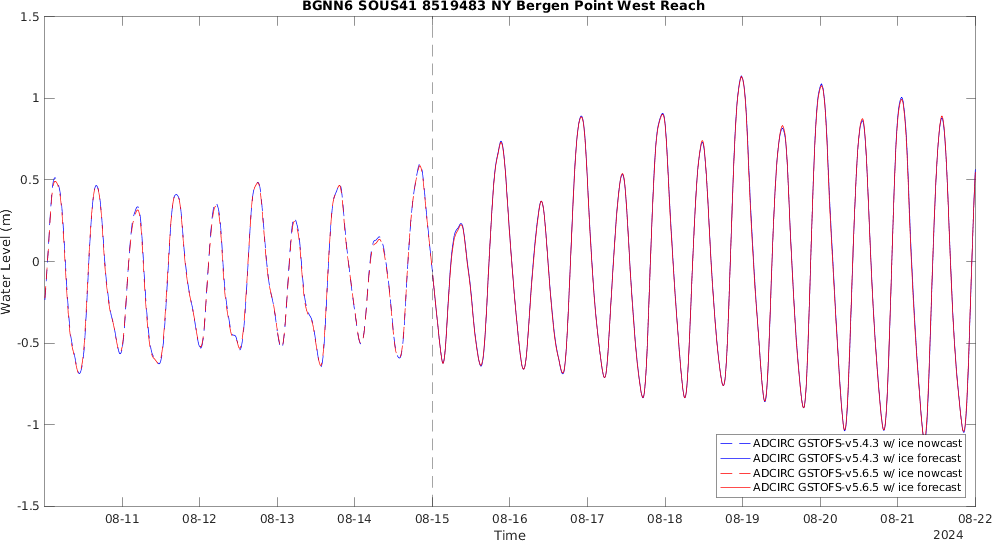 BGNN6 SOUS41 8519483 NY Bergen Point West Reach
1.5
1
0.5
0
-0.5
-1
-1.5
Water Level (m)
ADCIRC GSTOFS-v5.4.3 w/ ice nowcast
ADCIRC GSTOFS-v5.4.3 w/ ice forecast
ADCIRC GSTOFS-v5.6.5 w/ ice nowcast
ADCIRC GSTOFS-v5.6.5 w/ ice forecast
08-11 08-12 08-13 08-14 08-15 08-16 08-17 08-18 08-19 08-20 08-21 08-22
Time
2024